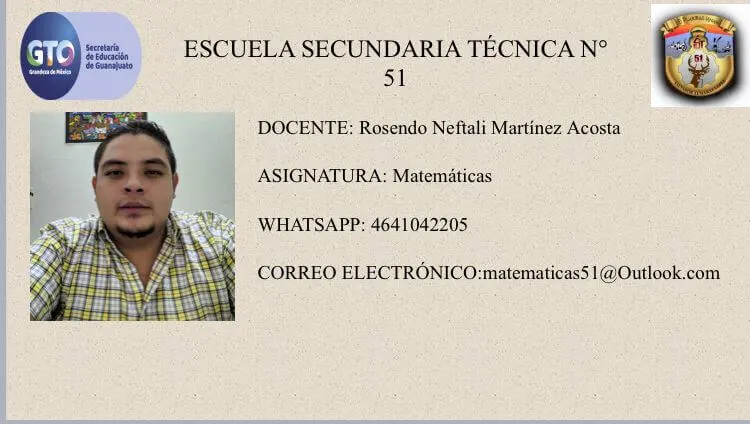 GTO
Grandeza de México
Secretaría
de Educación
de Guanajuato
ESCUELA SECUNDARIA TÉCNICA N°
51
51
DOCENTE: Rosendo Neftali Martínez Acosta
ASIGNATURA: Matemáticas
WHATSAPP: 4641042205
CORREO ELECTRÓNICO:matematicas51@Outlook.com